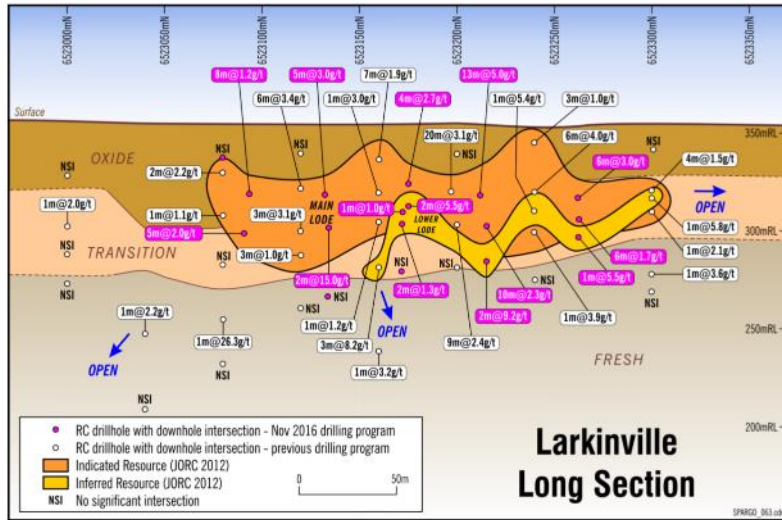 6523000mN
6523050mN
6523100mN
6523150mN
6523200mN
6523250mN
6523300mN
6523350mN
8m@1.2g/t
5m@3.0g/t
7m@1.9g/t
13m@5.0g/t
6m@3.4g/t
1m@3.0g/t
4m@2.7g/t
1m@5.4g/t
3m@1.0g/t
Surface
350mRL
20m@3.1g/t
6m@4.0g/t
NSI
NSI
NSI
NSI
OXIDE
NSI
2m@2.2g/t
6m@3.0g/t
4m@1.5g/t
1m@2.0g/t
1m@1.1g/t
MAIN
LODE
1m@1.0g/t
2m@5.5g/t
OPEN
LOWER
LODE
5m@2.0g/t
3m@3.1g/t
1m@5.8g/t
300mRL
NSI
TRANSITION
3m@1.0g/t
6m@1.7g/t
1m@2.1g/t
NSI
NSI
NSI
NSI
2m@15.0g/t
2m@1.3g/t
10m@2.3g/t
1m@5.5g/t
1m@3.6g/t
NSI
NSI
NSI
NSI
1m@2.2g/t
1m@1.2g/t
OPEN
2m@9.2g/t
1m@3.9g/t
1m@26.3g/t
3m@8.2g/t
9m@2.4g/t
250mRL
OPEN
1m@3.2g/t
FRESH
NSI
NSI
200mRL
RC drillhole with downhole intersection - Nov 2016 drilling program
RC drillhole with downhole intersection - previous drilling program
Indicated Resource (JORC 2012)
Inferred Resource (JORC 2012)
NSI No significant intersection
0 50m
Larkinville
Long Section